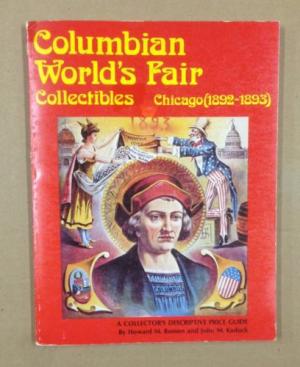 Columbian
World's Fair
Collectibles Chicago (1892-1893)
1893
A COLLECTOR'S DESCRIPTIVE PRICE GUIDE
By Howard M. Rossen and John M. Kaduck